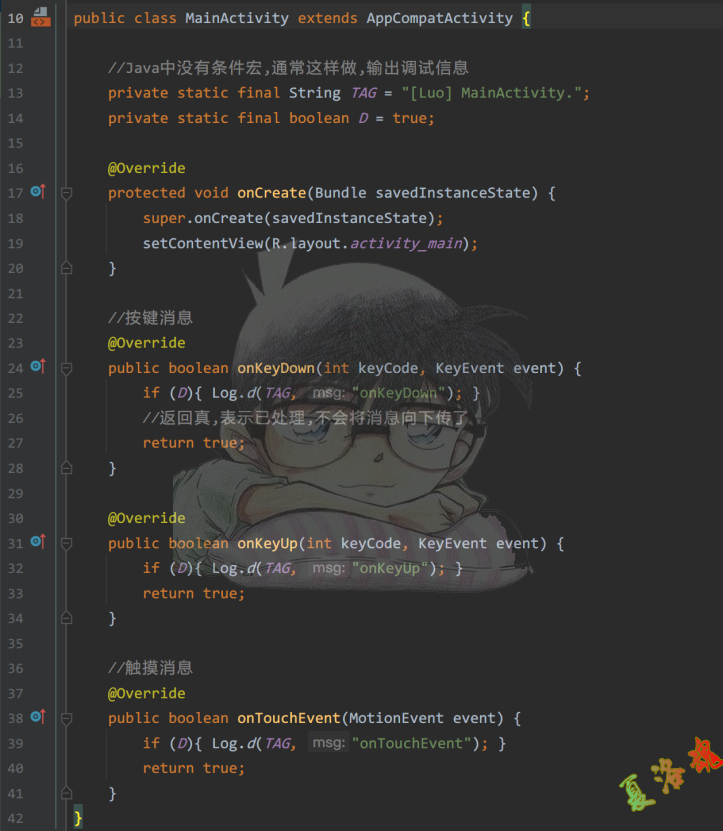 10 public class MainActivity extends AppCompatActivity {
11
12 //Java中没有条件宏,通常这样做,输出调试信息
13 private static final String TAG = "[Luo] MainActivity.";
14 private static final boolean D = true;
15
16 @Override
17 protected void onCreate(Bundle savedInstanceState) {
18 super.onCreate(savedInstanceState);
19 setContentView(R.layout.activity_main);
20 }
21
22 //按键消息
23 @Override
24 public boolean onKeyDown(int keyCode, KeyEvent event) {
25 if (D){ Log.d(TAG, msg: "onKeyDown"); }
26 //返回真,表示已处理,不会将消息向下传了
27 return true;
28 }
29
30 @Override
31 public boolean onKeyUp(int keyCode, KeyEvent event) {
32 if (D){ Log.d(TAG, msg: "onKeyUp"); }
33 return true;
34 }
35
36 //触摸消息
37 @Override
38 public boolean onTouchEvent(MotionEvent event) {
39 if (D){ Log.d(TAG, msg: "onTouchEvent"); }
40 return true;
41 }
42 }
夏洛